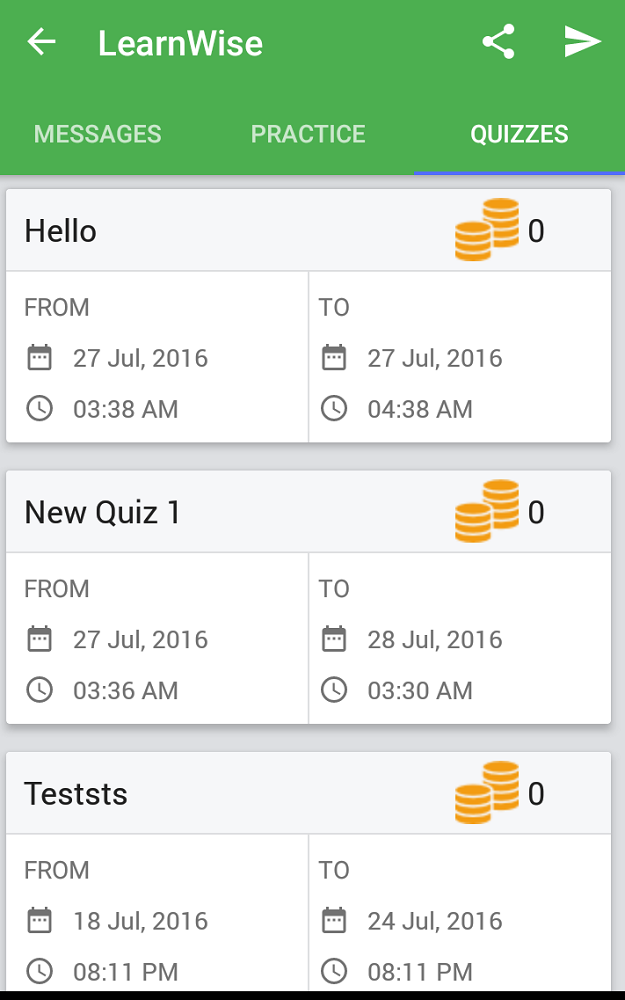 LearnWise
MESSAGES PRACTICE QUIZZES
Hello 0
FROM TO
27 Jul, 2016 27 Jul, 2016
03:38 AM 04:38 AM
New Quiz 1 0
FROM TO
27 Jul, 2016 28 Jul, 2016
03:36 AM 03:30 AM
Teststs 0
FROM TO
18 Jul, 2016 24 Jul, 2016
08:11 PM 08:11 PM